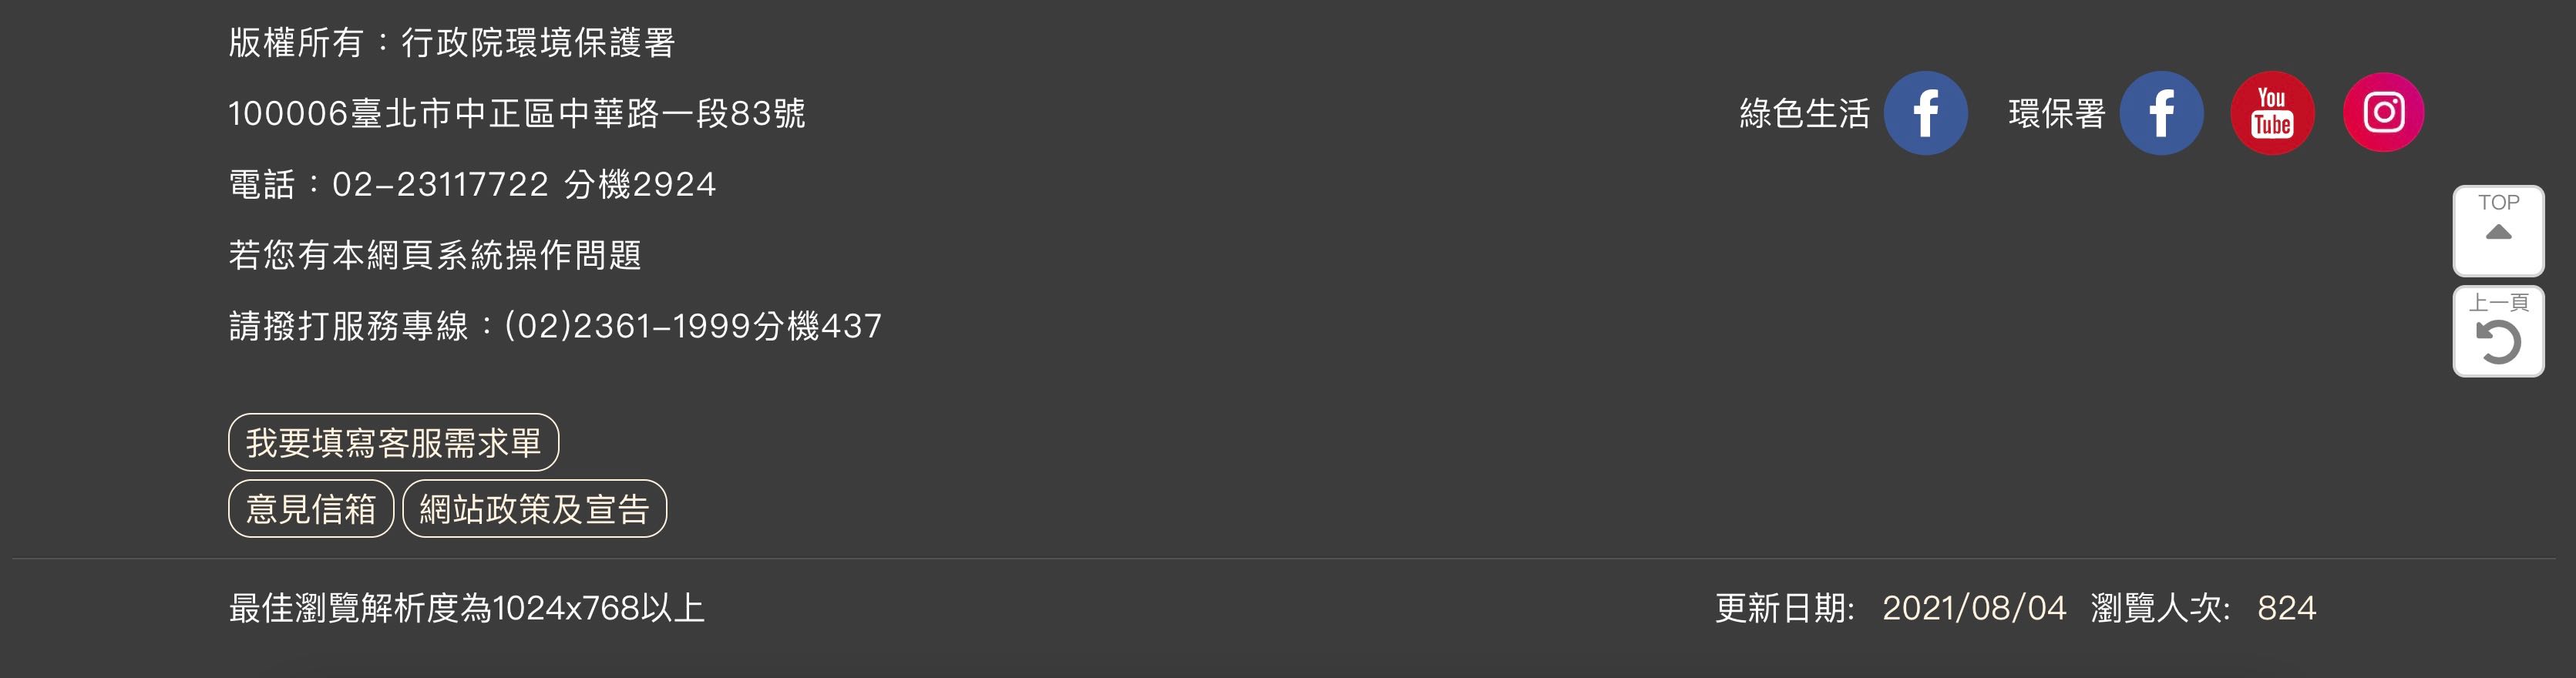 版權所有：行政院環境保護署
100006臺北市中正區中華路一段83號
綠色生活 f 環保署 f You Tube
電話：02-23117722 分機2924
TOP
若您有本網頁系統操作問題
上一頁
請撥打服務專線：(02)2361-1999分機437
我要填寫客服需求單
意見信箱 網站政策及宣告
最佳瀏覽解析度為1024x768以上
更新日期: 2021/08/04 瀏覽人次: 824